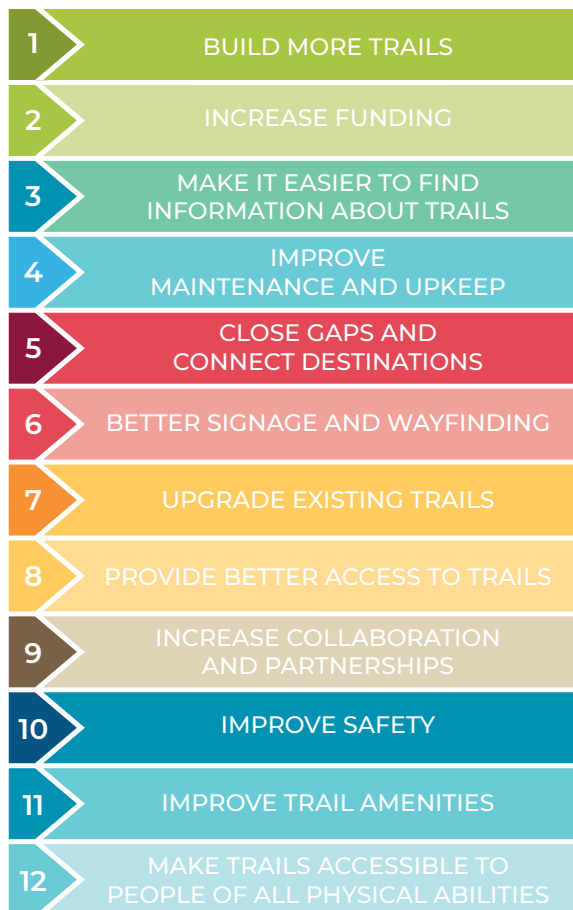 1
BUILD MORE TRAILS
2
INCREASE FUNDING
3
MAKE IT EASIER TO FIND
INFORMATION ABOUT TRAILS
4
IMPROVE
MAINTENANCE AND UPKEEP
5
CLOSE GAPS AND
CONNECT DESTINATIONS
6
BETTER SIGNAGE AND WAYFINDING
7
UPGRADE EXISTING TRAILS
8
PROVIDE BETTER ACCESS TO TRAILS
9
INCREASE COLLABORATION
AND PARTNERSHIPS
10
IMPROVE SAFETY
11
IMPROVE TRAIL AMENITIES
12
MAKE TRAILS ACCESSIBLE TO
PEOPLE OF ALL PHYSICAL ABILITIES